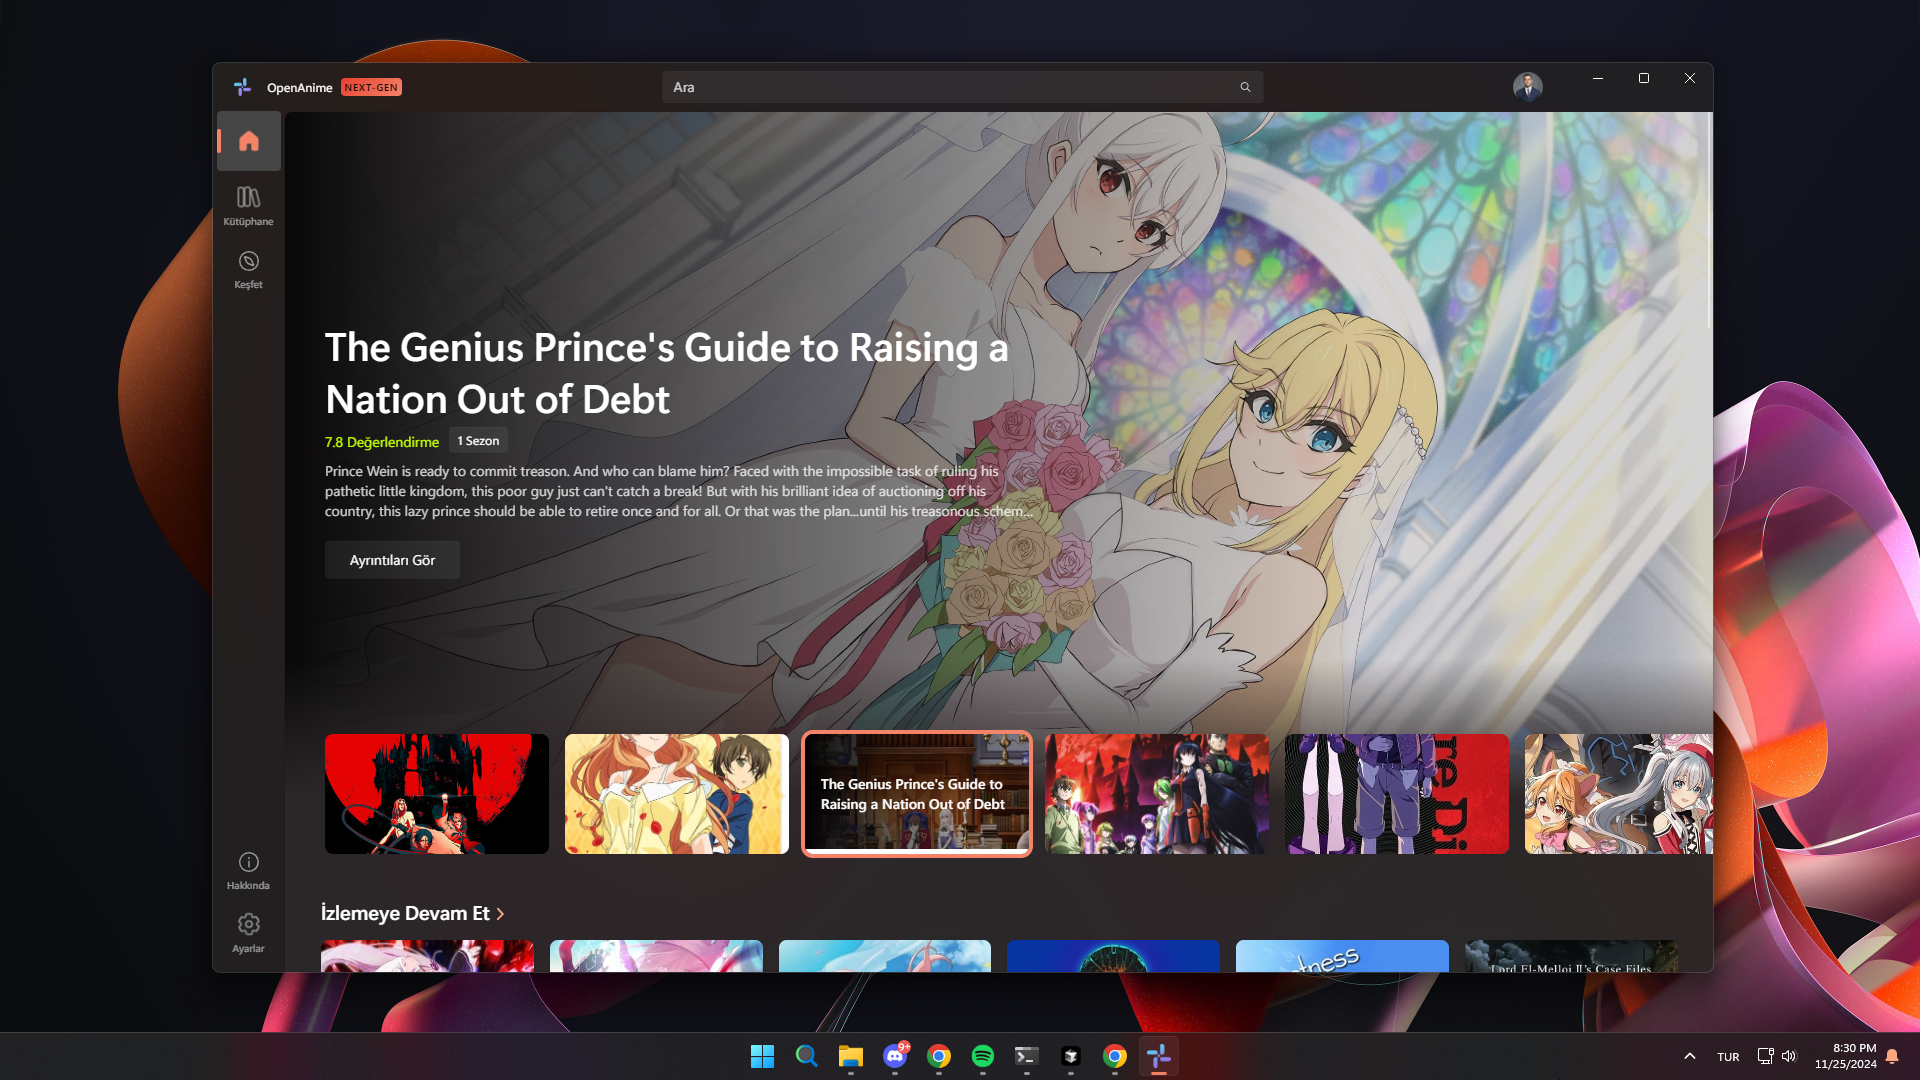 OpenAnime NEXT-GEN
Ara
Kütüphane
Keşfet
The Genius Prince's Guide to Raising a
Nation Out of Debt
7.8 Değerlendirme 1 Sezon
Prince Wein is ready to commit treason. And who can blame him? Faced with the impossible task of ruling his
pathetic little kingdom, this poor guy just can't catch a break! But with his brilliant idea of auctioning off his
country, this lazy prince should be able to retire once and for all. Or that was the plan...until his treasonous schem...
Ayrıntıları Gör
The Genius Prince's Guide to
Raising a Nation Out of Debt
re Di
Hakkında
Ayarlar
İzlemeye Devam Et
tness
Lord El-Melloi II's Case Files
9+
TUR
8:30 PM
11/25/2024